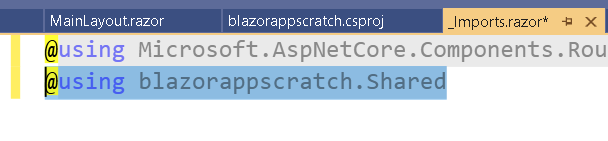 MainLayout.razor blazorappscratch.csproj _Imports.razor*
@using Microsoft.AspNetCore.Components.Rou
@using blazorappscratch.Shared